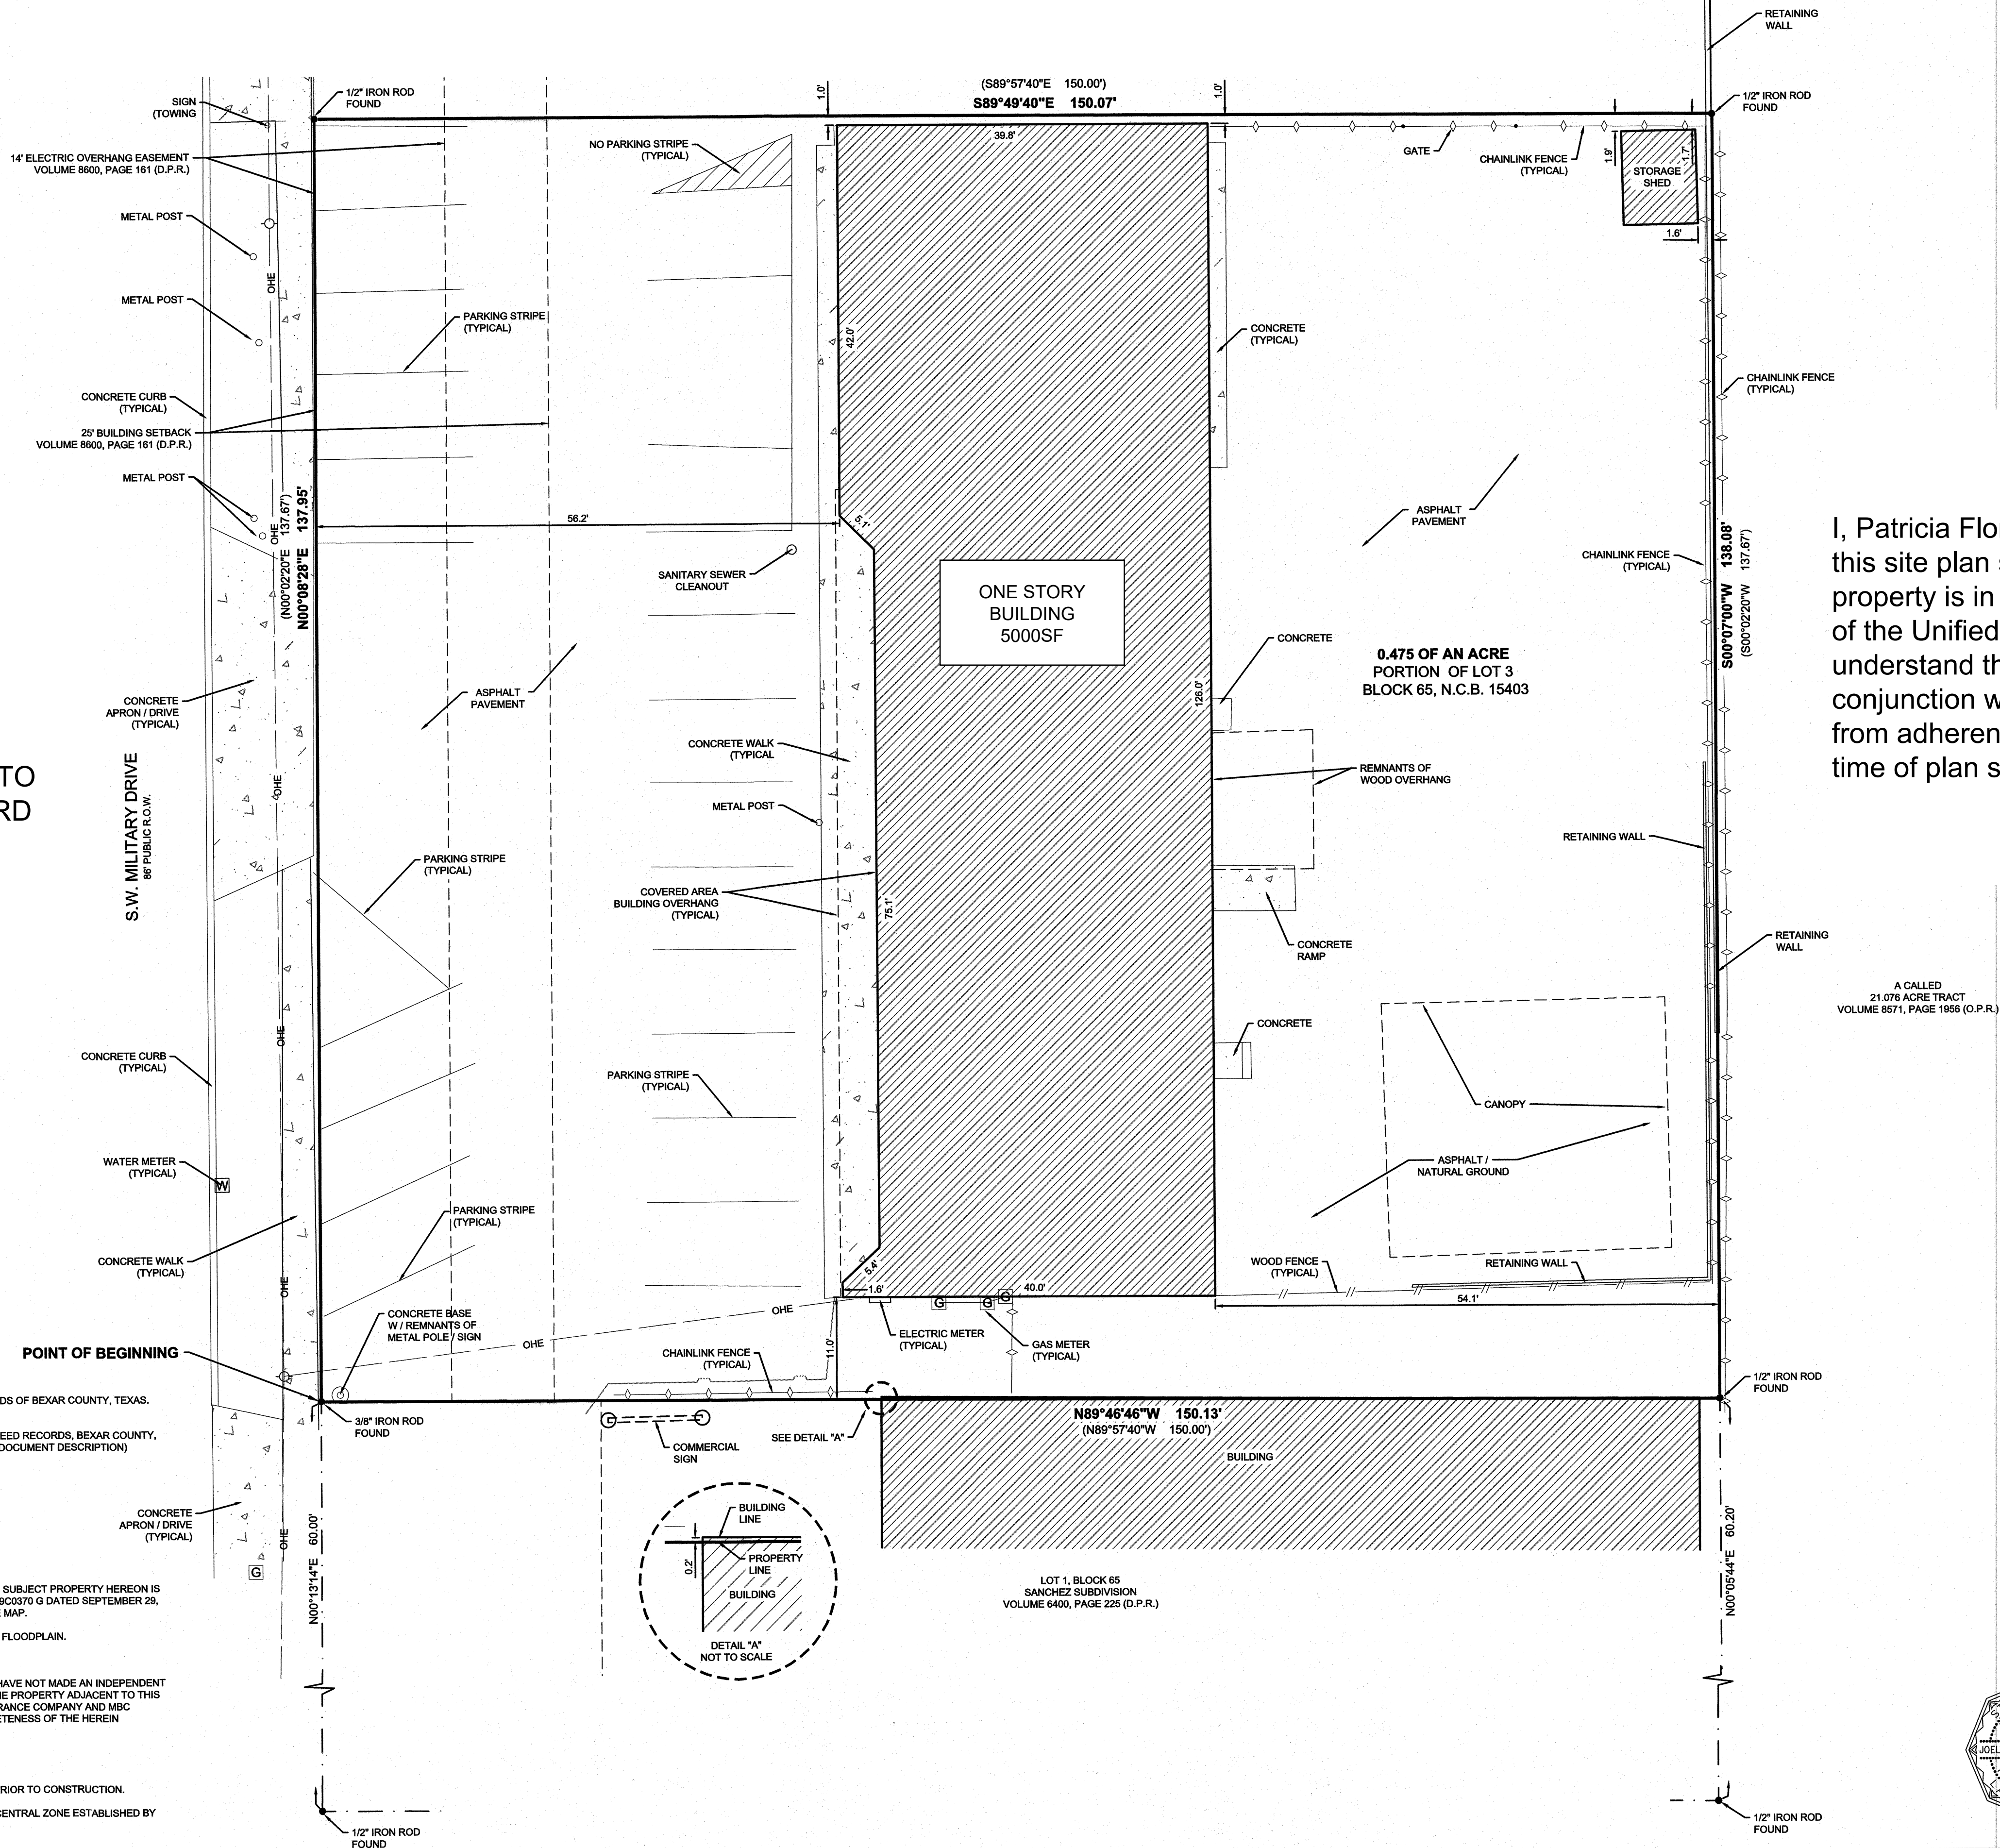 RETAINING
WALL
(S89°57'40"E 150.00')
S89°49'40"E 150.07'
1.0'
1.0'
1/2" IRON ROD
FOUND
1/2" IRON ROD
FOUND
SIGN
(TOWING
14' ELECTRIC OVERHANG EASEMENT
VOLUME 8600, PAGE 161 (D.P.R.)
NO PARKING STRIPE
(TYPICAL)
39.8'
GATE
CHAINLINK FENCE
(TYPICAL)
1.9'
1.7'
STORAGE
SHED
1.6'
METAL POST
OHE
METAL POST
PARKING STRIPE
(TYPICAL)
42.0'
CONCRETE
(TYPICAL)
CHAINLINK FENCE
(TYPICAL)
CONCRETE CURB
(TYPICAL)
25' BUILDING SETBACK
VOLUME 8600, PAGE 161 (D.P.R.)
METAL POST
OHE
(N00°02'20"E 137.67')
N00°08'28"E 137.95'
56.2'
5.1'
ASPHALT
PAVEMENT
CHAINLINK FENCE
(TYPICAL)
S00°07'00"W 138.08'
(S00°02'20"W 137.67')
SANITARY SEWER
CLEANOUT
ONE STORY
BUILDING
5000SF
CONCRETE
0.475 OF AN ACRE
PORTION OF LOT 3
BLOCK 65, N.C.B. 15403
126.0'
I, Patricia Flo
this site plan
property is in
of the Unified
understand th
conjunction w
from adheren
time of plan s
CONCRETE
APRON / DRIVE
(TYPICAL)
ASPHALT
PAVEMENT
CONCRETE WALK
(TYPICAL
REMNANTS OF
WOOD OVERHANG
TO
RD
S.W. MILITARY DRIVE
86' PUBLIC R.O.W.
OHE
METAL POST
RETAINING WALL
PARKING STRIPE
(TYPICAL)
COVERED AREA
BUILDING OVERHANG
(TYPICAL)
75.1'
CONCRETE
RAMP
RETAINING
WALL
A CALLED
21.076 ACRE TRACT
VOLUME 8571, PAGE 1956 (O.P.R.)
OHE
CONCRETE
CONCRETE CURB
(TYPICAL)
PARKING STRIPE
(TYPICAL)
CANOPY
WATER METER
(TYPICAL)
W
ASPHALT /
NATURAL GROUND
PARKING STRIPE
(TYPICAL)
CONCRETE WALK
(TYPICAL)
OHE
5.4'
1.6'
40.0'
WOOD FENCE
(TYPICAL)
RETAINING WALL
54.1'
CONCRETE BASE
W / REMNANTS OF
METAL POLE / SIGN
OHE
OHE
G
G
G
ELECTRIC METER
(TYPICAL)
GAS METER
(TYPICAL)
11.0'
POINT OF BEGINNING
CHAINLINK FENCE
(TYPICAL)
1/2" IRON ROD
FOUND
DS OF BEXAR COUNTY, TEXAS.
3/8" IRON ROD
FOUND
N89°46'46"W 150.13'
(N89°57'40"W 150.00')
EED RECORDS, BEXAR COUNTY,
DOCUMENT DESCRIPTION)
COMMERCIAL
SIGN
SEE DETAIL "A"
BUILDING
CONCRETE
APRON / DRIVE
(TYPICAL)
OHE
G
N00°13'14"E 60.00'
BUILDING
LINE
PROPERTY
LINE
0.2'
BUILDING
DETAIL "A"
NOT TO SCALE
LOT 1, BLOCK 65
SANCHEZ SUBDIVISION
VOLUME 6400, PAGE 225 (D.P.R.)
N00°05'44"E 60.20'
SUBJECT PROPERTY HEREON IS
9C0370 G DATED SEPTEMBER 29,
MAP.
FLOODPLAIN.
HAVE NOT MADE AN INDEPENDENT
HE PROPERTY ADJACENT TO THIS
RANCE COMPANY AND MBC
ETENESS OF THE HEREIN
JOEL
RIOR TO CONSTRUCTION.
CENTRAL ZONE ESTABLISHED BY
1/2" IRON ROD
FOUND
1/2" IRON ROD
FOUND